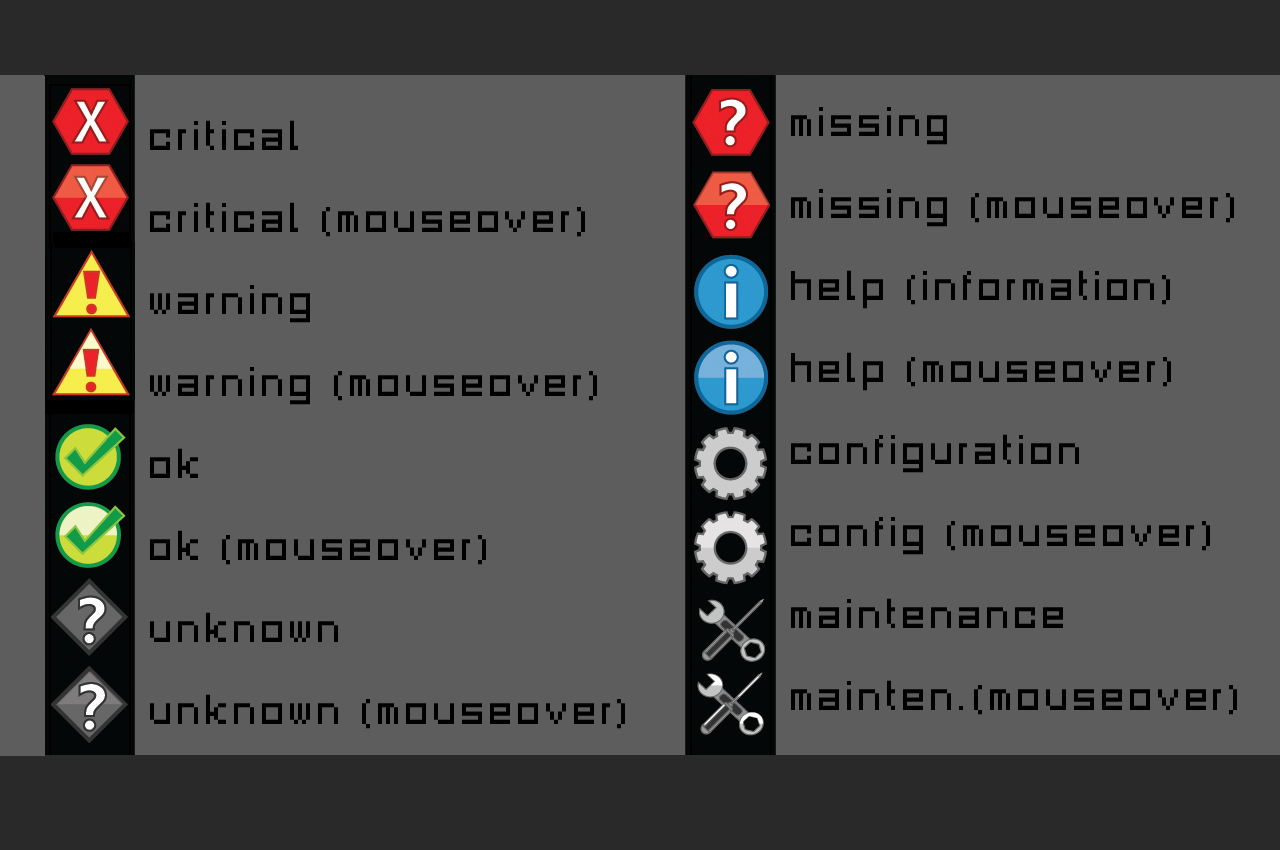 X critical
X critical (mouseover)
! warning
! warning (mouseover)
ok
ok (mouseover)
? unknown
? unknown (mouseover)
? missing
? missing (mouseover)
i help (information)
i help (mouseover)
configuration
config (mouseover)
maintenance
mainten.(mouseover)